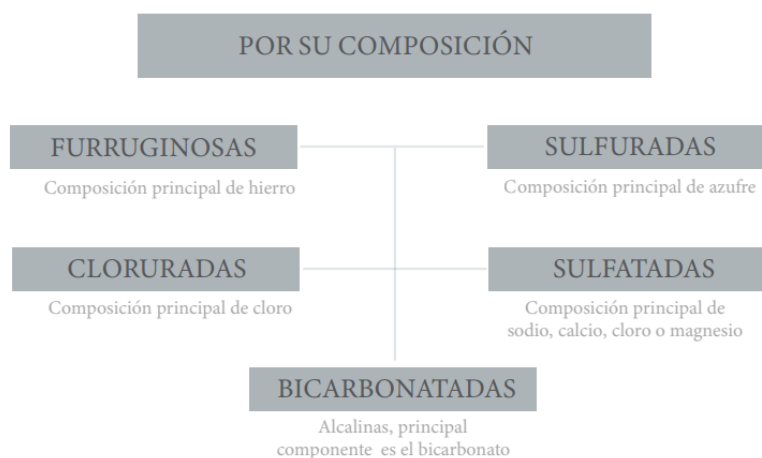 POR SU COMPOSICIÓN
FURRUGINOSAS
Composición principal de hierro
SULFURADAS
Composición principal de azufre
CLORURADAS
Composición principal de cloro
SULFATADAS
Composición principal de
sodio, calcio, cloro o magnesio
BICARBONATADAS
Alcalinas, principal
componente es el bicarbonato